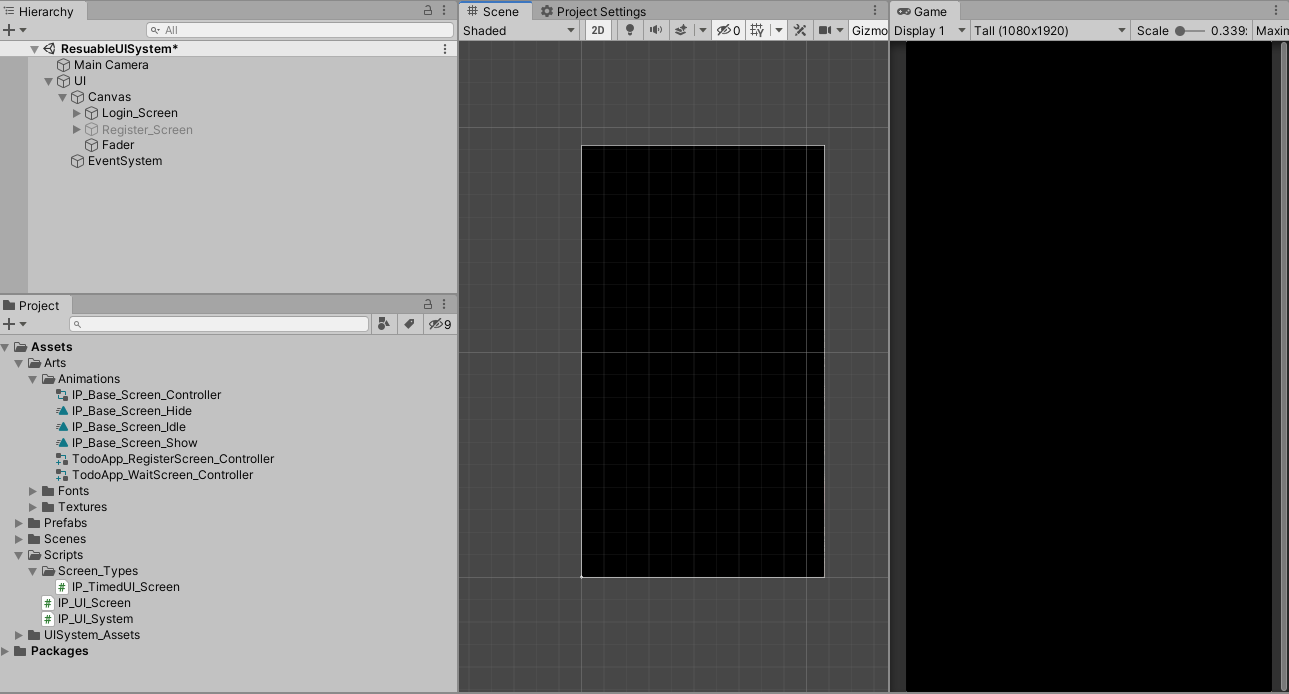 Hierarchy
All
ResuableUISystem*
Main Camera
UI
Canvas
Login_Screen
Register_Screen
Fader
EventSystem
Project
9
Assets
Arts
Animations
IP_Base_Screen_Controller
IP_Base_Screen_Hide
IP_Base_Screen_Idle
IP_Base_Screen_Show
TodoApp_RegisterScreen_Controller
TodoApp_WaitScreen_Controller
Fonts
Textures
Prefabs
Scenes
Scripts
Screen_Types
# IP_TimedUI_Screen
# IP_UI_Screen
# IP_UI_System
UISystem_Assets
Packages
Scene Project Settings
Shaded 2D 0 Gizmo
Game
Display 1 Tall (1080x1920) Scale 0.339: Maxin